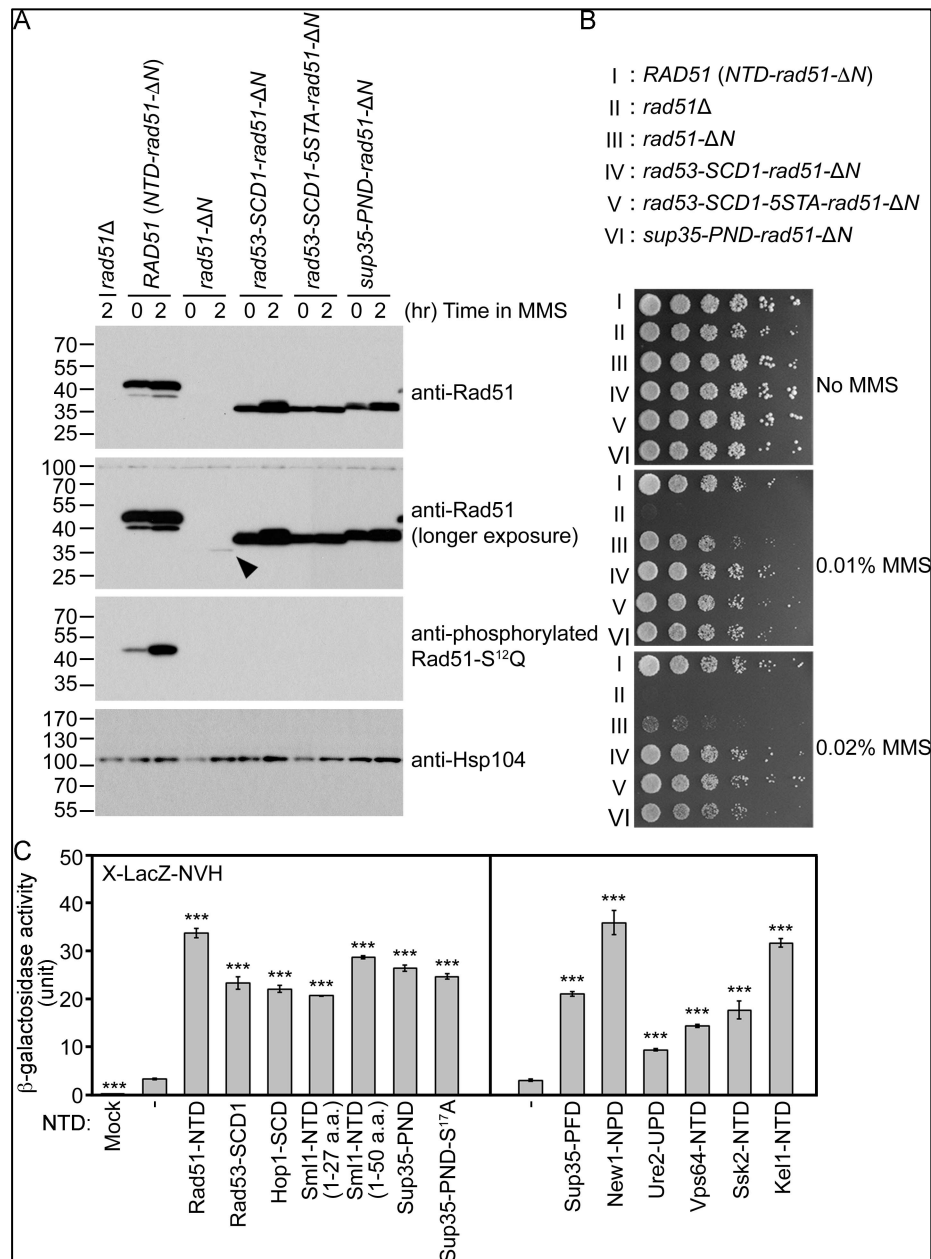 A
rad51Δ
RAD51 (NTD-rad51-ΔN)
rad51-ΔN
rad53-SCD1-rad51-ΔN
rad53-SCD1-5STA-rad51-ΔN
sup35-PND-rad51-ΔN
2 0 2 0 2 0 2 0 2 0 2 (hr) Time in MMS
70
55
40
35
25
anti-Rad51
100
70
55
40
35
25
anti-Rad51
(longer exposure)
70
55
40
35
anti-phosphorylated
Rad51-S¹²Q
170
130
100
70
55
anti-Hsp104
B
I : RAD51 (NTD-rad51-ΔN)
II : rad51Δ
III : rad51-ΔN
IV : rad53-SCD1-rad51-ΔN
V : rad53-SCD1-5STA-rad51-ΔN
VI : sup35-PND-rad51-ΔN
I
II
III
IV
V
VI
No MMS
I
II
III
IV
V
VI
0.01% MMS
I
II
III
IV
V
VI
0.02% MMS
C
X-LacZ-NVH
β-galactosidase activity
(unit)
50
40
30
20
10
0
***
***
***
***
***
***
***
***
***
***
***
***
***
***
NTD:
Mock
-
Rad51-NTD
Rad53-SCD1
Hop1-SCD
Sml1-NTD
(1-27 a.a.)
Sml1-NTD
(1-50 a.a.)
Sup35-PND
Sup35-PND-S¹⁷A
-
Sup35-PFD
New1-NPD
Ure2-UPD
Vps64-NTD
Ssk2-NTD
Kel1-NTD